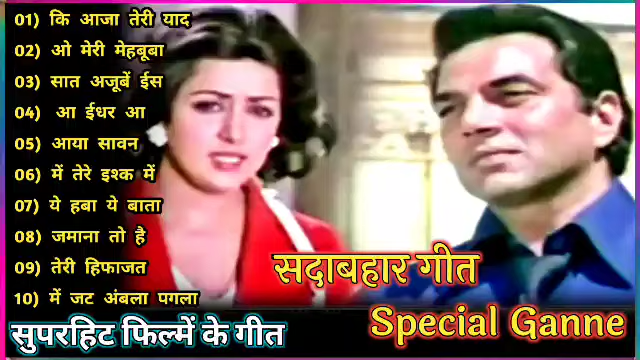 01) कि आजा तेरी याद
02) ओ मेरी मेहबूबा
03) सात अजूबें ईस
04) आ ईधर आ
05) आया सावन
06) में तेरे इश्क में
07) ये हबा ये बाता
08) जमाना तो है
09) तेरी हिफाजत
10) में जट अंबला पगला
सदाबहार गीत
सुपरहिट फिल्में के गीत
Special Ganne